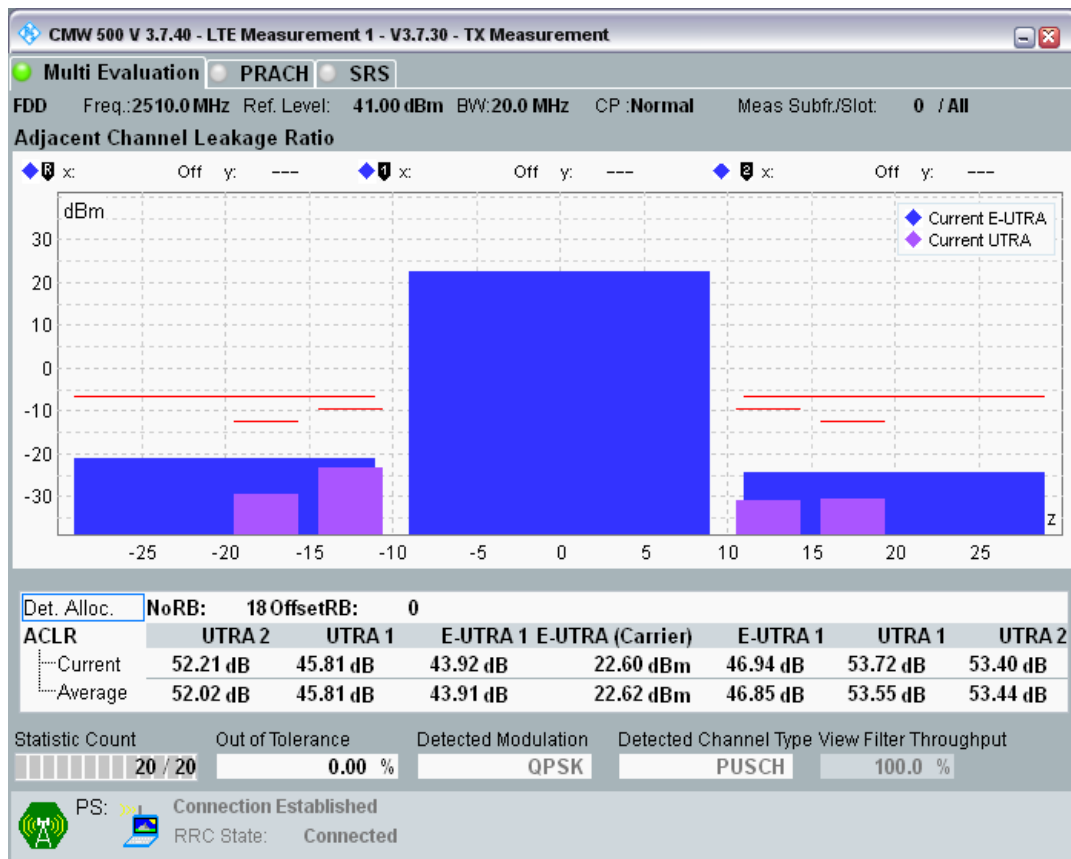 CMW 500 V 3.7.40 - LTE Measurement 1 - V3.7.30 - TX Measurement
Multi Evaluation PRACH SRS
FDD Freq.:2510.0 MHz Ref. Level: 41.00 dBm BW:20.0 MHz CP :Normal Meas Subfr./Slot: 0 / All
Adjacent Channel Leakage Ratio
R x: Off y: --- 1 x: Off y: --- 2 x: Off y: ---
dBm
Current E-UTRA
Current UTRA
30
20
10
0
-10
-20
-30
z
-25 -20 -15 -10 -5 0 5 10 15 20 25
Det. Alloc. NoRB: 18 OffsetRB: 0
ACLR UTRA 2 UTRA 1 E-UTRA 1 E-UTRA (Carrier) E-UTRA 1 UTRA 1 UTRA 2
Current 52.21 dB 45.81 dB 43.92 dB 22.60 dBm 46.94 dB 53.72 dB 53.40 dB
Average 52.02 dB 45.81 dB 43.91 dB 22.62 dBm 46.85 dB 53.55 dB 53.44 dB
Statistic Count Out of Tolerance Detected Modulation Detected Channel Type View Filter Throughput
20 / 20 0.00 % QPSK PUSCH 100.0 %
PS: Connection Established
RRC State: Connected